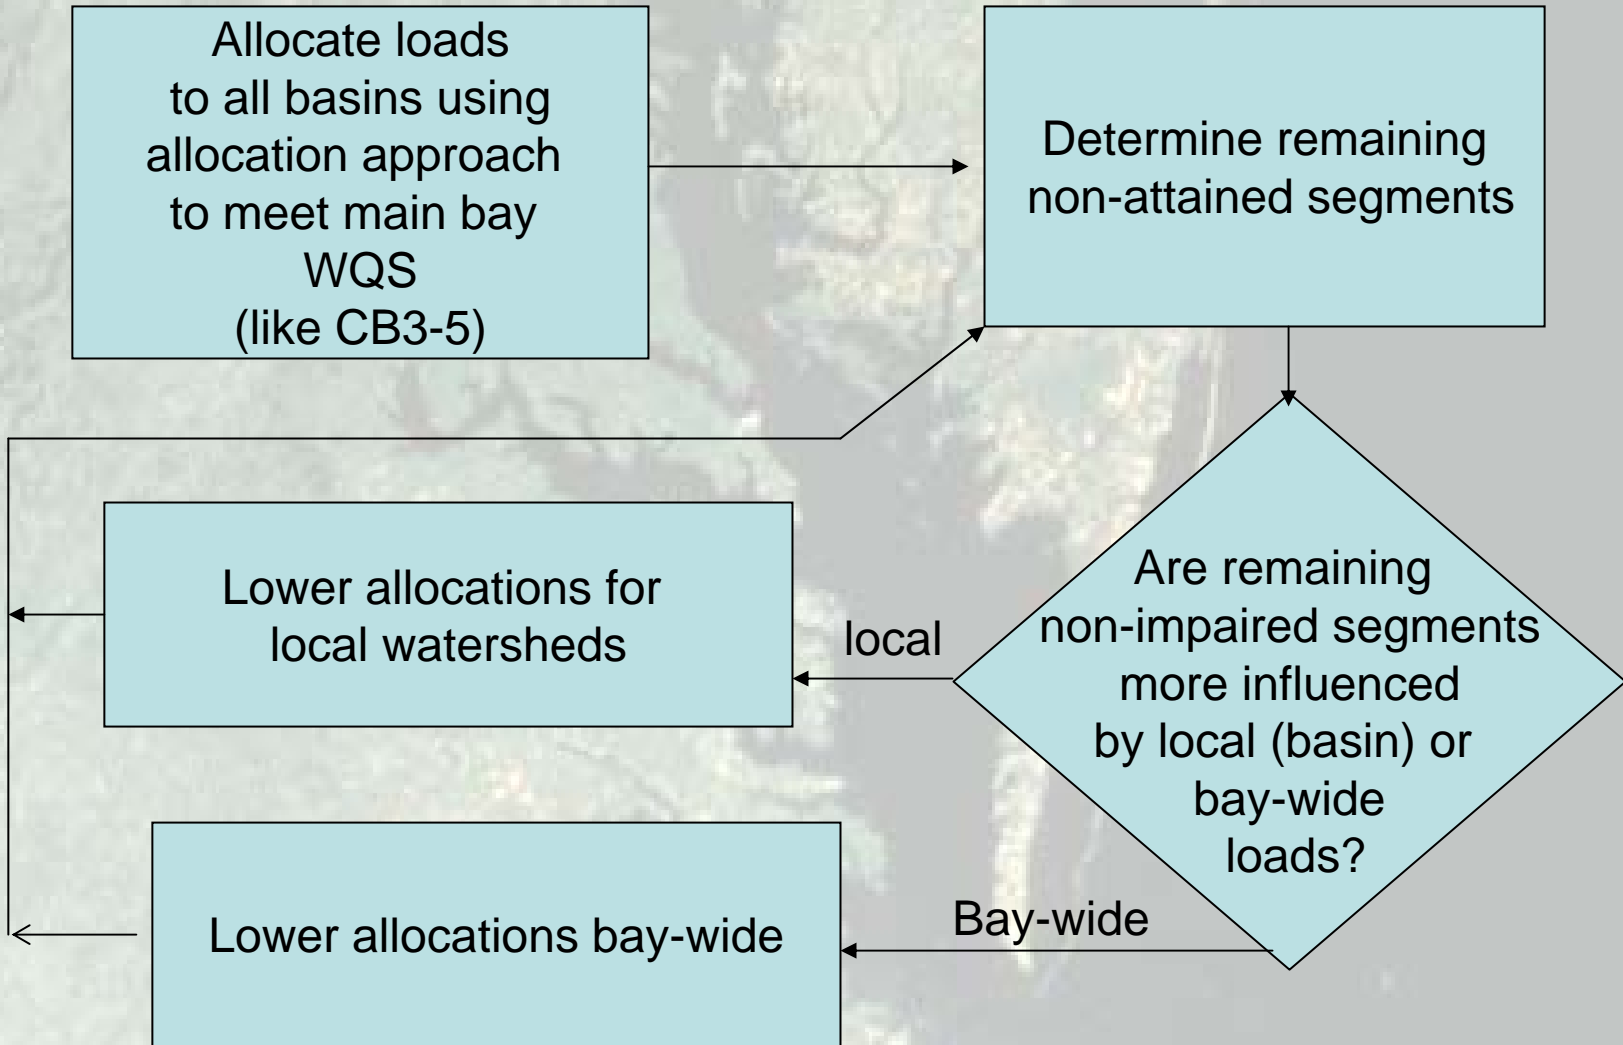 Allocate loads
to all basins using
allocation approach
to meet main bay
WQS
(like CB3-5)
Determine remaining
non-attained segments
Are remaining
non-impaired segments
more influenced
by local (basin) or
bay-wide
loads?
local
Lower allocations for
local watersheds
Bay-wide
Lower allocations bay-wide